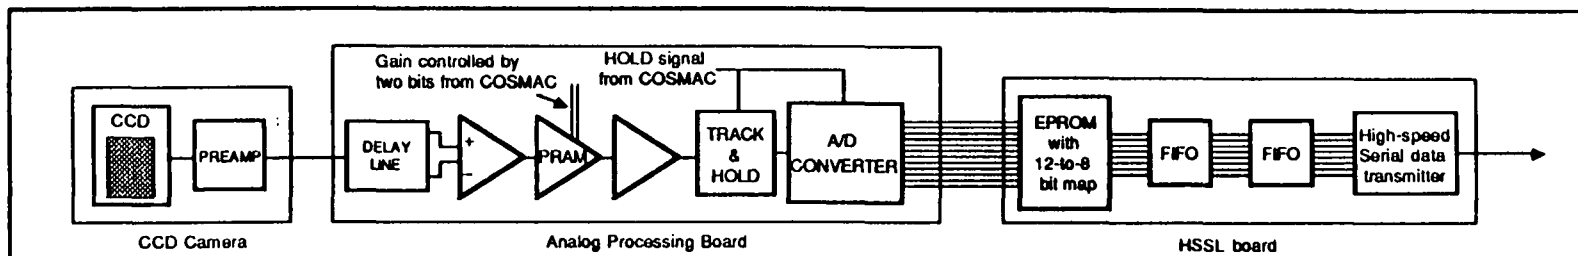 Gain controlled by
two bits from COSMAC
HOLD signal
from COSMAC
CCD
PREAMP
DELAY
LINE
+
−
PRAM
TRACK
&
HOLD
A/D
CONVERTER
EPROM
with
12-to-8
bit map
FIFO
FIFO
High-speed
Serial data
transmitter
CCD Camera
Analog Processing Board
HSSL board